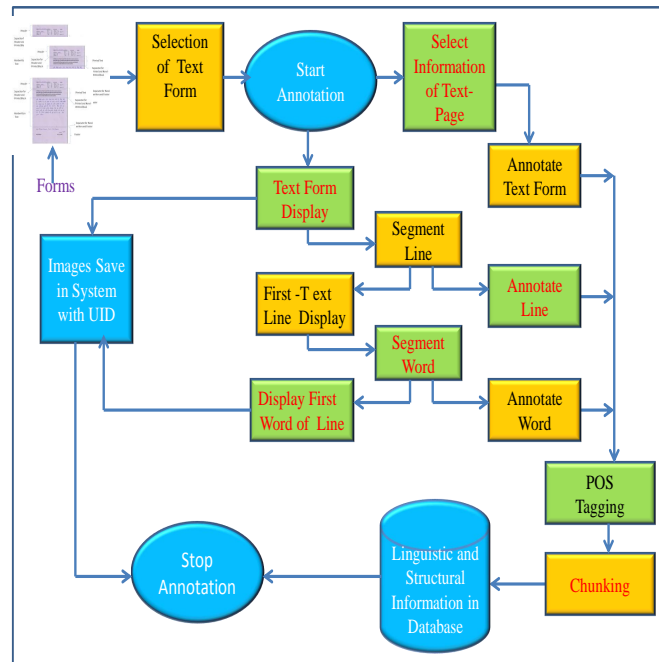 Selection
of Text
Form
Start
Annotation
Select
Information
of Text-
Page
Forms
Annotate
Text Form
Text Form
Display
Segment
Line
Images Save
in System
with UID
First -T ext
Line Display
Annotate
Line
Segment
Word
Display First
Word of Line
Annotate
Word
POS
Tagging
Stop
Annotation
Linguistic and
Structural
Information in
Database
Chunking